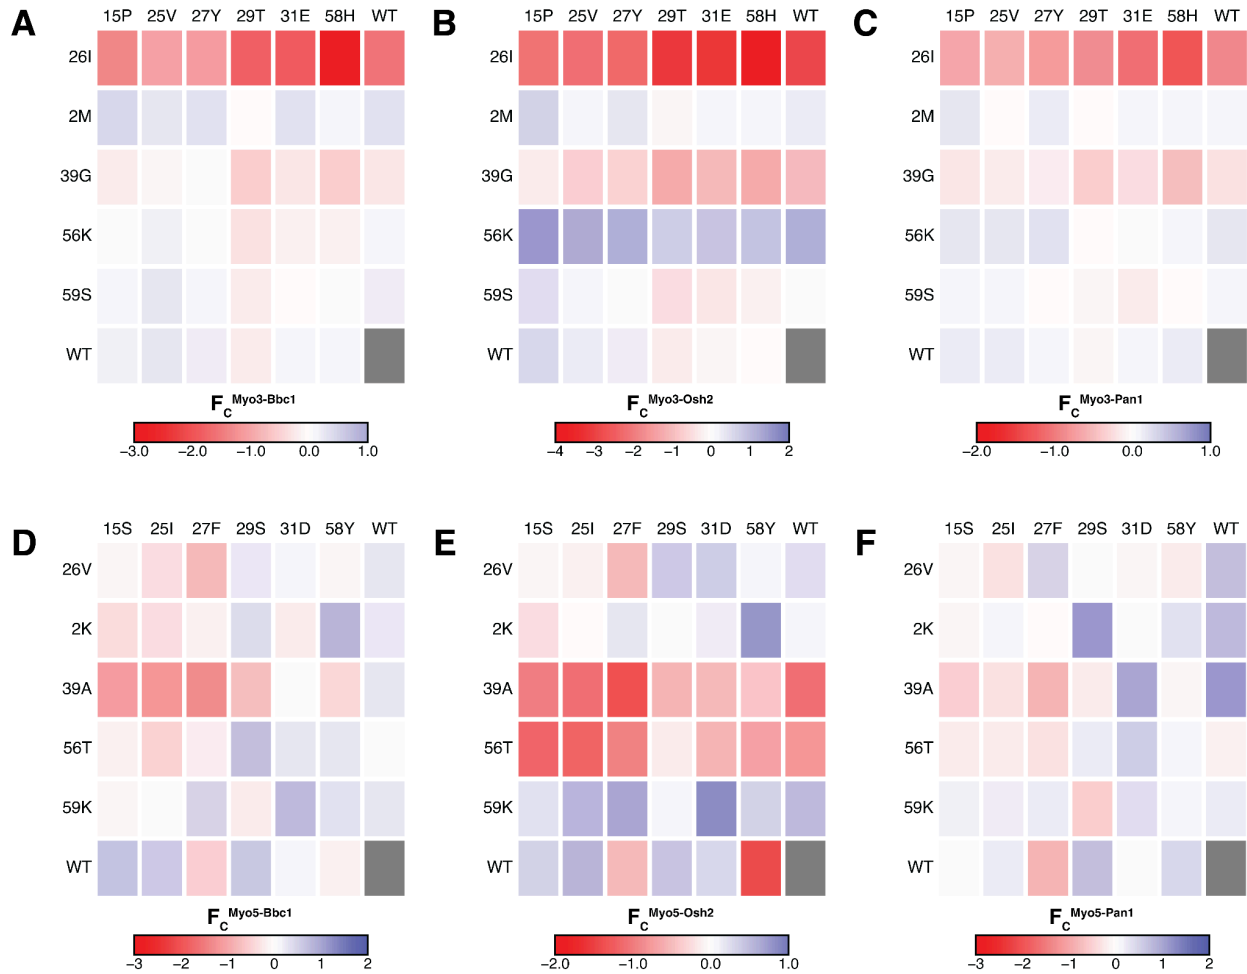 A
15P 25V 27Y 29T 31E 58H WT
26I
2M
39G
56K
59S
WT
FC Myo3-Bbc1
−3.0 −2.0 −1.0 0.0 1.0
B
15P 25V 27Y 29T 31E 58H WT
26I
2M
39G
56K
59S
WT
FC Myo3-Osh2
−4 −3 −2 −1 0 1 2
C
15P 25V 27Y 29T 31E 58H WT
26I
2M
39G
56K
59S
WT
FC Myo3-Pan1
−2.0 −1.0 0.0 1.0
D
15S 25I 27F 29S 31D 58Y WT
26V
2K
39A
56T
59K
WT
FC Myo5-Bbc1
−3 −2 −1 0 1 2
E
15S 25I 27F 29S 31D 58Y WT
26V
2K
39A
56T
59K
WT
FC Myo5-Osh2
−2.0 −1.0 0.0 1.0
F
15S 25I 27F 29S 31D 58Y WT
26V
2K
39A
56T
59K
WT
FC Myo5-Pan1
−3 −2 −1 0 1 2